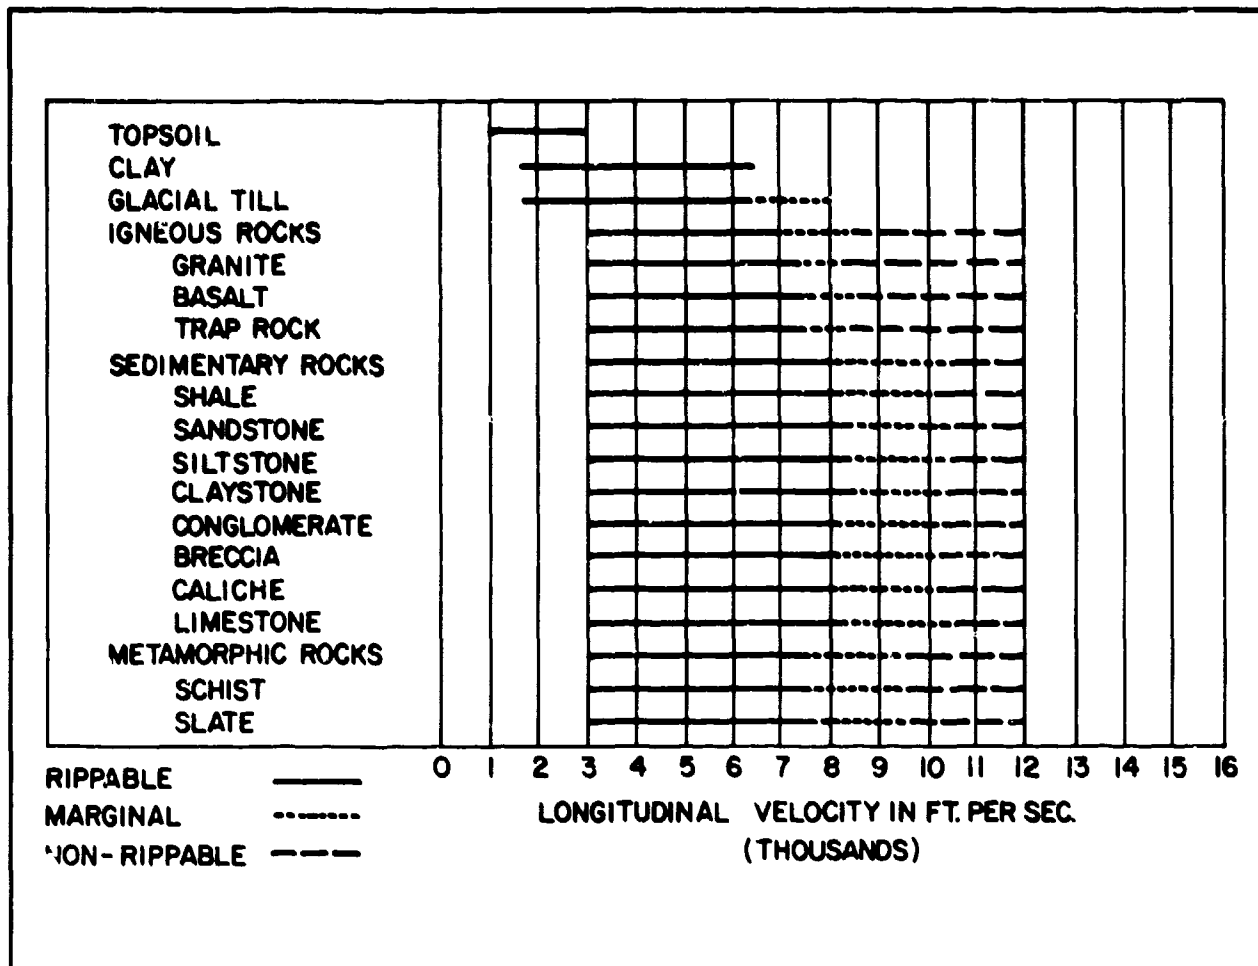 TOPSOIL
CLAY
GLACIAL TILL
IGNEOUS ROCKS
GRANITE
BASALT
TRAP ROCK
SEDIMENTARY ROCKS
SHALE
SANDSTONE
SILTSTONE
CLAYSTONE
CONGLOMERATE
BRECCIA
CALICHE
LIMESTONE
METAMORPHIC ROCKS
SCHIST
SLATE
0 1 2 3 4 5 6 7 8 9 10 11 12 13 14 15 16
RIPPABLE
MARGINAL
NON-RIPPABLE
LONGITUDINAL VELOCITY IN FT. PER SEC.
(THOUSANDS)